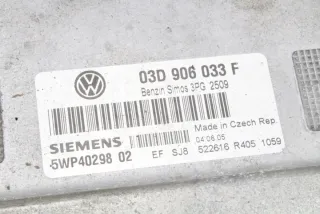 03D 906 033 F
Benzin Simos 3PG 2509
Made in Czech Rep.
SIEMENS 04 06 05
5WP40298 02 EF SJ8 522616 R405 1059